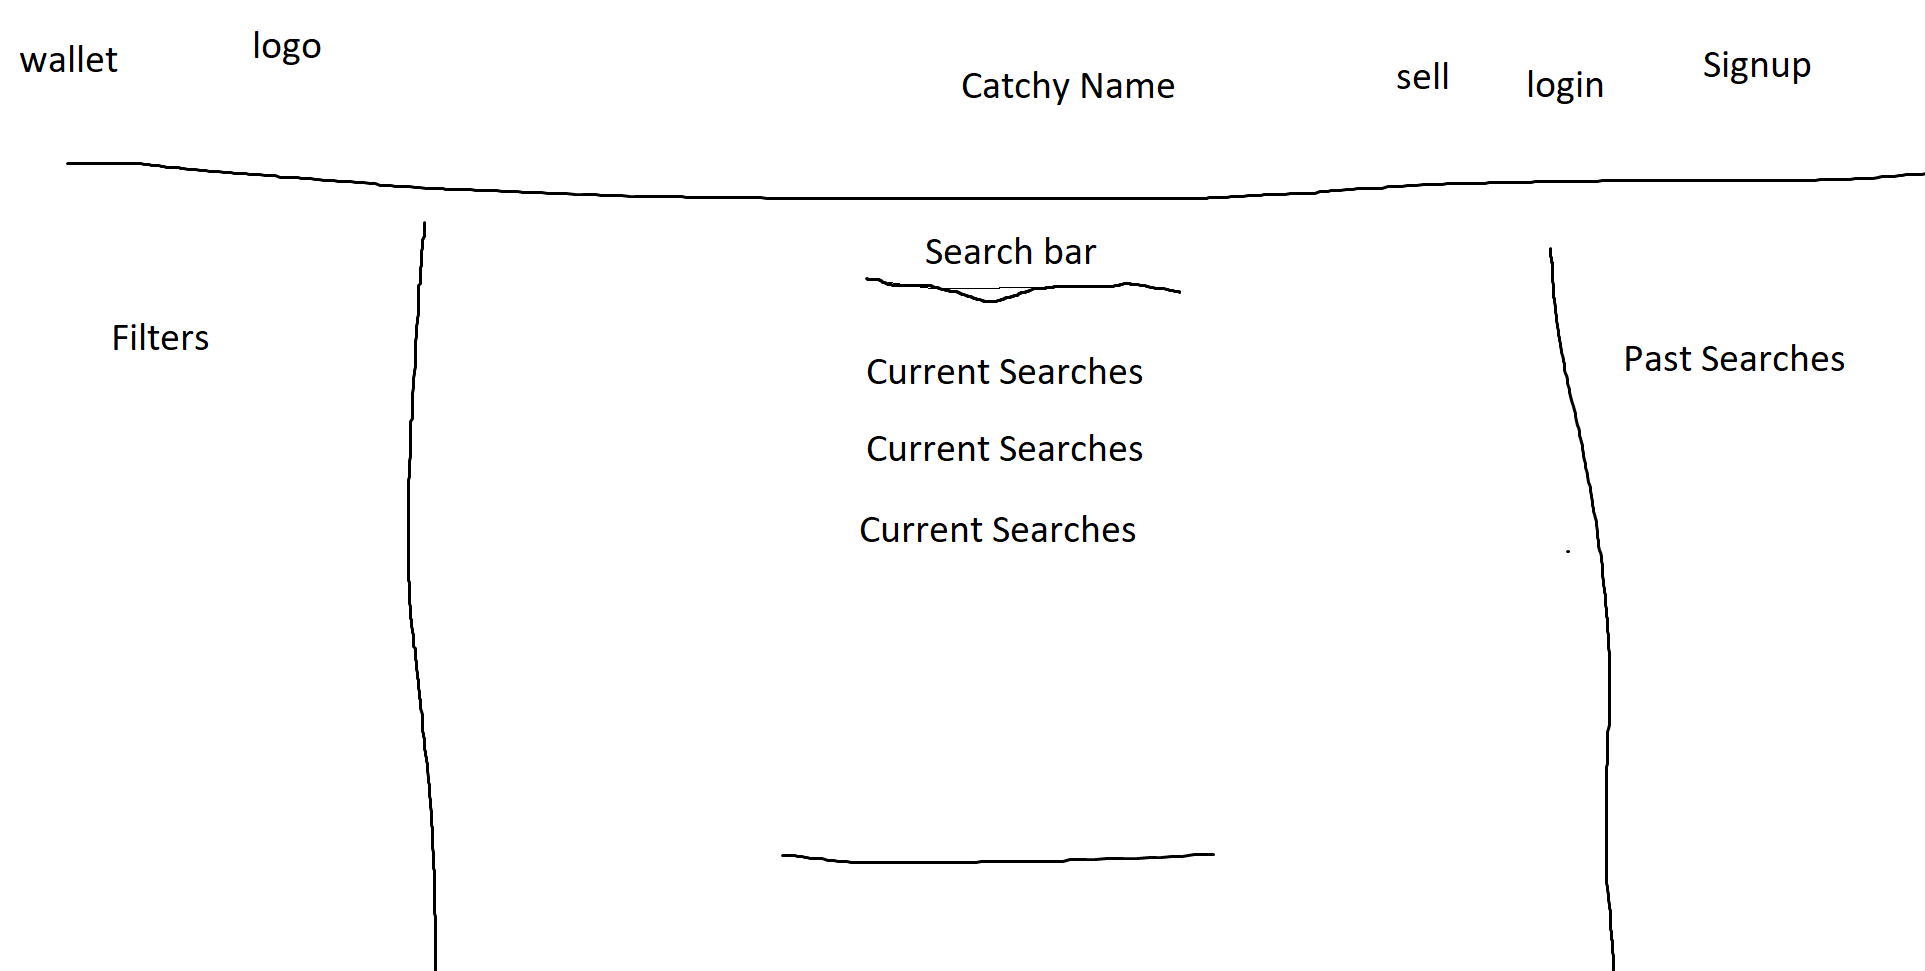 wallet
logo
Catchy Name
sell
login
Signup
Search bar
Filters
Current Searches
Current Searches
Current Searches
Past Searches